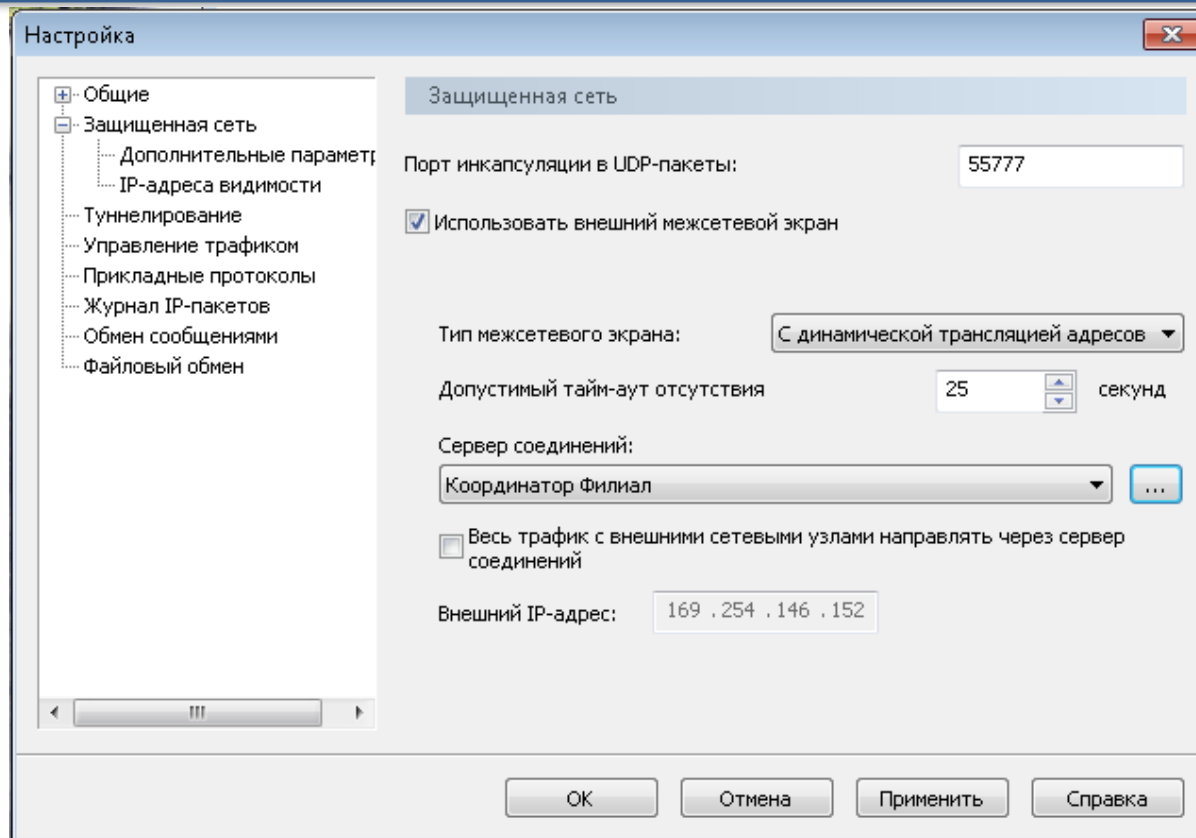 Настройка
Общие
Защищенная сеть
Дополнительные парамет
IP-адреса видимости
Туннелирование
Управление трафиком
Прикладные протоколы
Журнал IP-пакетов
Обмен сообщениями
Файловый обмен
Защищенная сеть
Порт инкапсуляции в UDP-пакеты: 55777
Использовать внешний межсетевой экран
Тип межсетевого экрана: С динамической трансляцией адресов
Допустимый тайм-аут отсутствия 25 секунд
Сервер соединений:
Координатор Филиал ...
Весь трафик с внешними сетевыми узлами направлять через сервер
соединений
Внешний IP-адрес: 169 . 254 . 146 . 152
OK Отмена Применить Справка